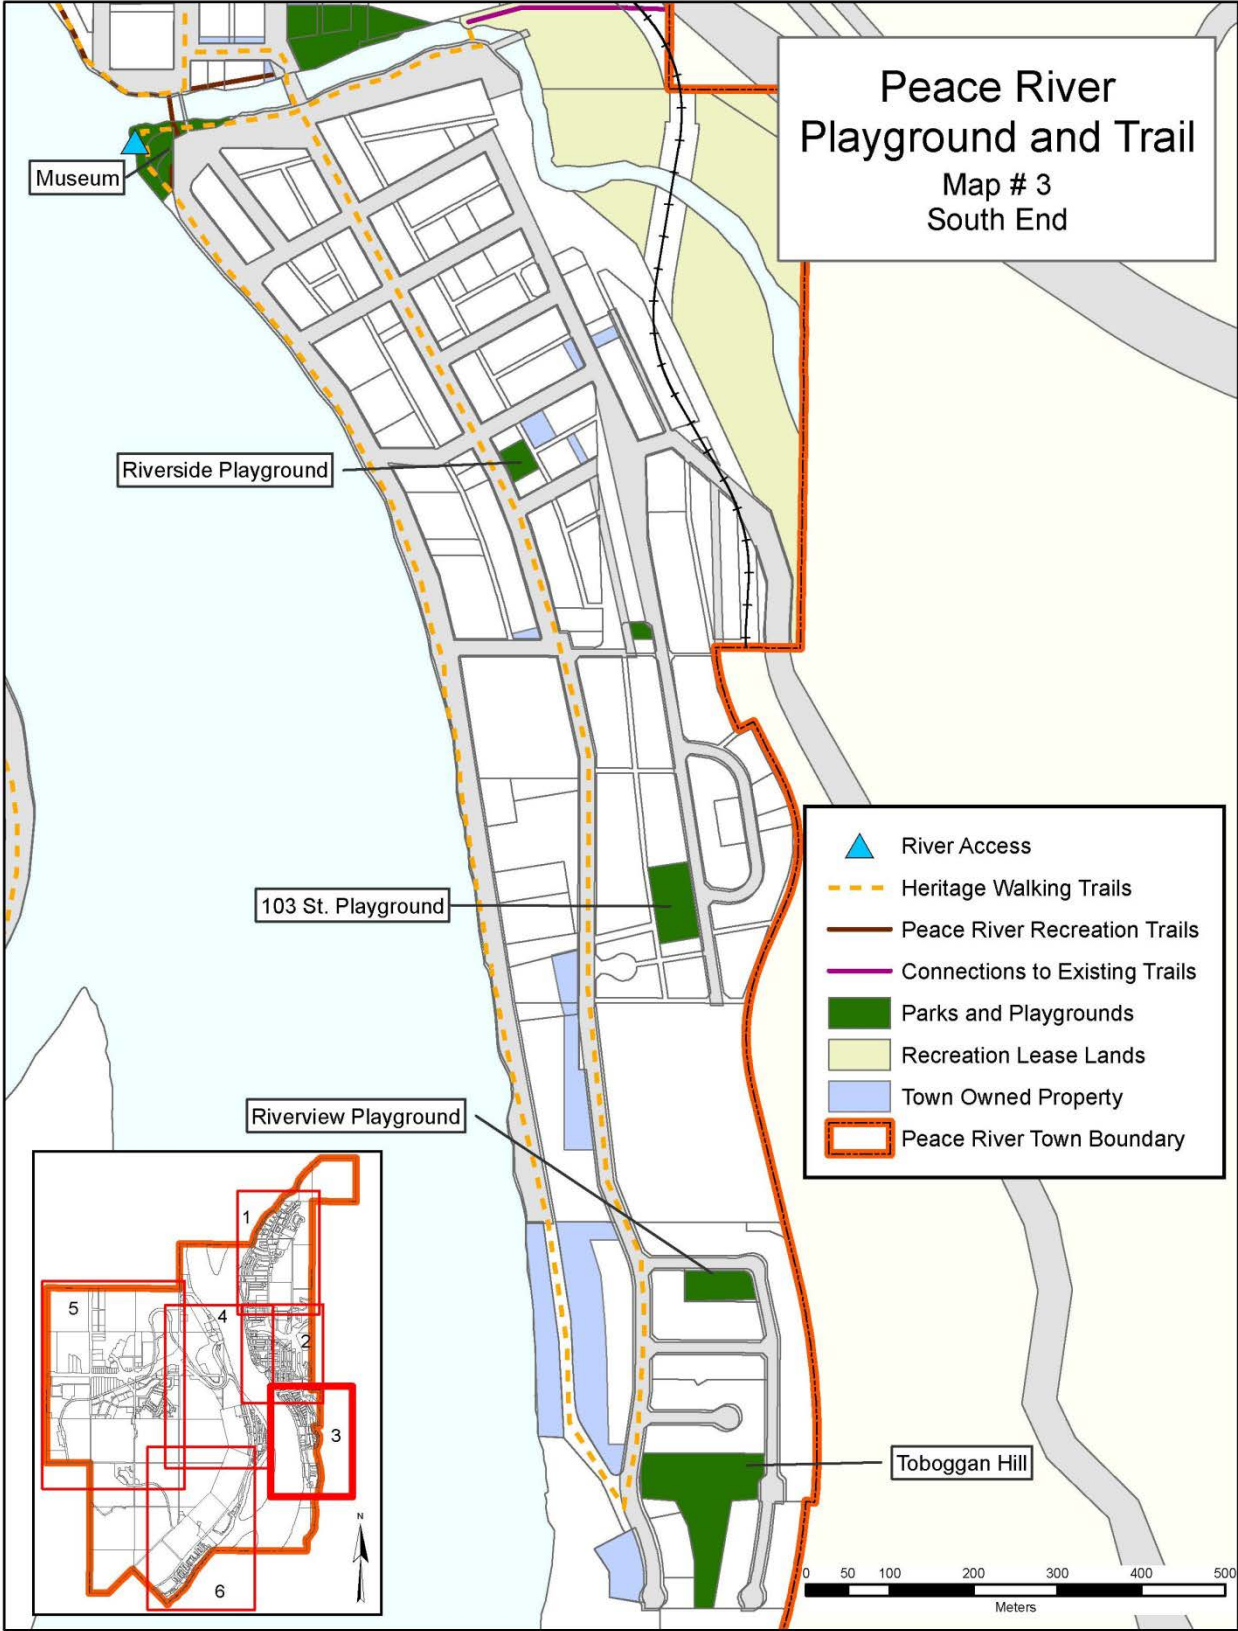 Peace River
Playground and Trail
Map # 3
South End
Museum
Riverside Playground
103 St. Playground
Riverview Playground
Toboggan Hill
River Access
Heritage Walking Trails
Peace River Recreation Trails
Connections to Existing Trails
Parks and Playgrounds
Recreation Lease Lands
Town Owned Property
Peace River Town Boundary
1
5
4
2
3
6
N
0 50 100 200 300 400 500
Meters